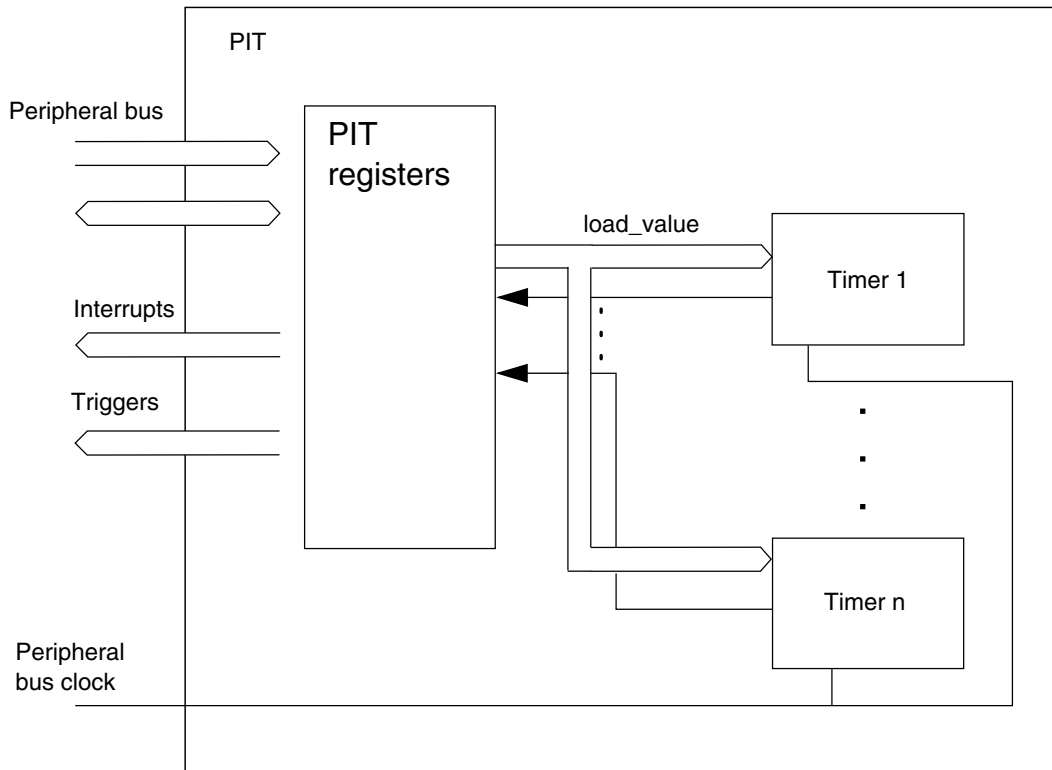 PIT
Peripheral bus
PIT
registers
load_value
Timer 1
Interrupts
Triggers
Timer n
Peripheral
bus clock